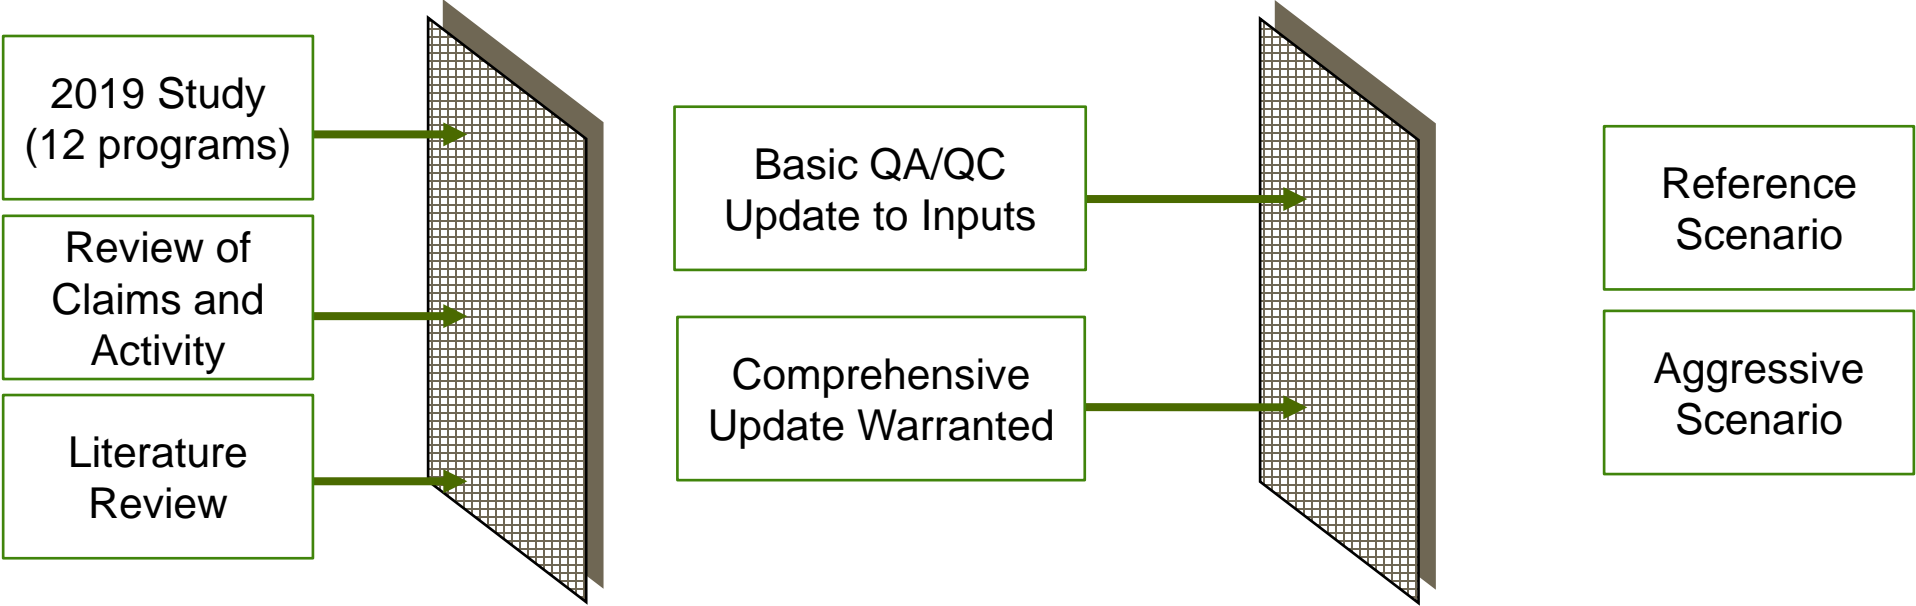 2019 Study
(12 programs)
Review of
Claims and
Activity
Literature
Review
Basic QA/QC
Update to Inputs
Comprehensive
Update Warranted
Reference
Scenario
Aggressive
Scenario